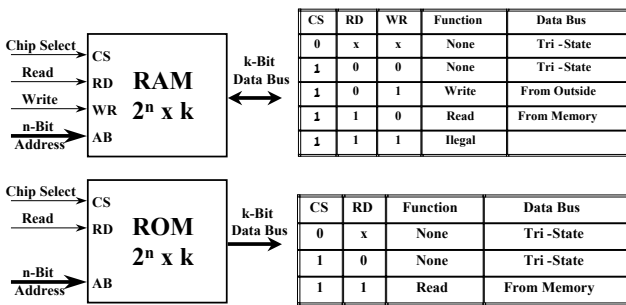 Chip Select
Read
Write
n-Bit
Address
CS
RD
WR
AB
RAM
2ⁿ x k
k-Bit
Data Bus
CS RD WR Function Data Bus
0 x x None Tri -State
1 0 0 None Tri -State
1 0 1 Write From Outside
1 1 0 Read From Memory
1 1 1 Ilegal
Chip Select
Read
n-Bit
Address
CS
RD
AB
ROM
2ⁿ x k
k-Bit
Data Bus
CS RD Function Data Bus
0 x None Tri -State
1 0 None Tri -State
1 1 Read From Memory